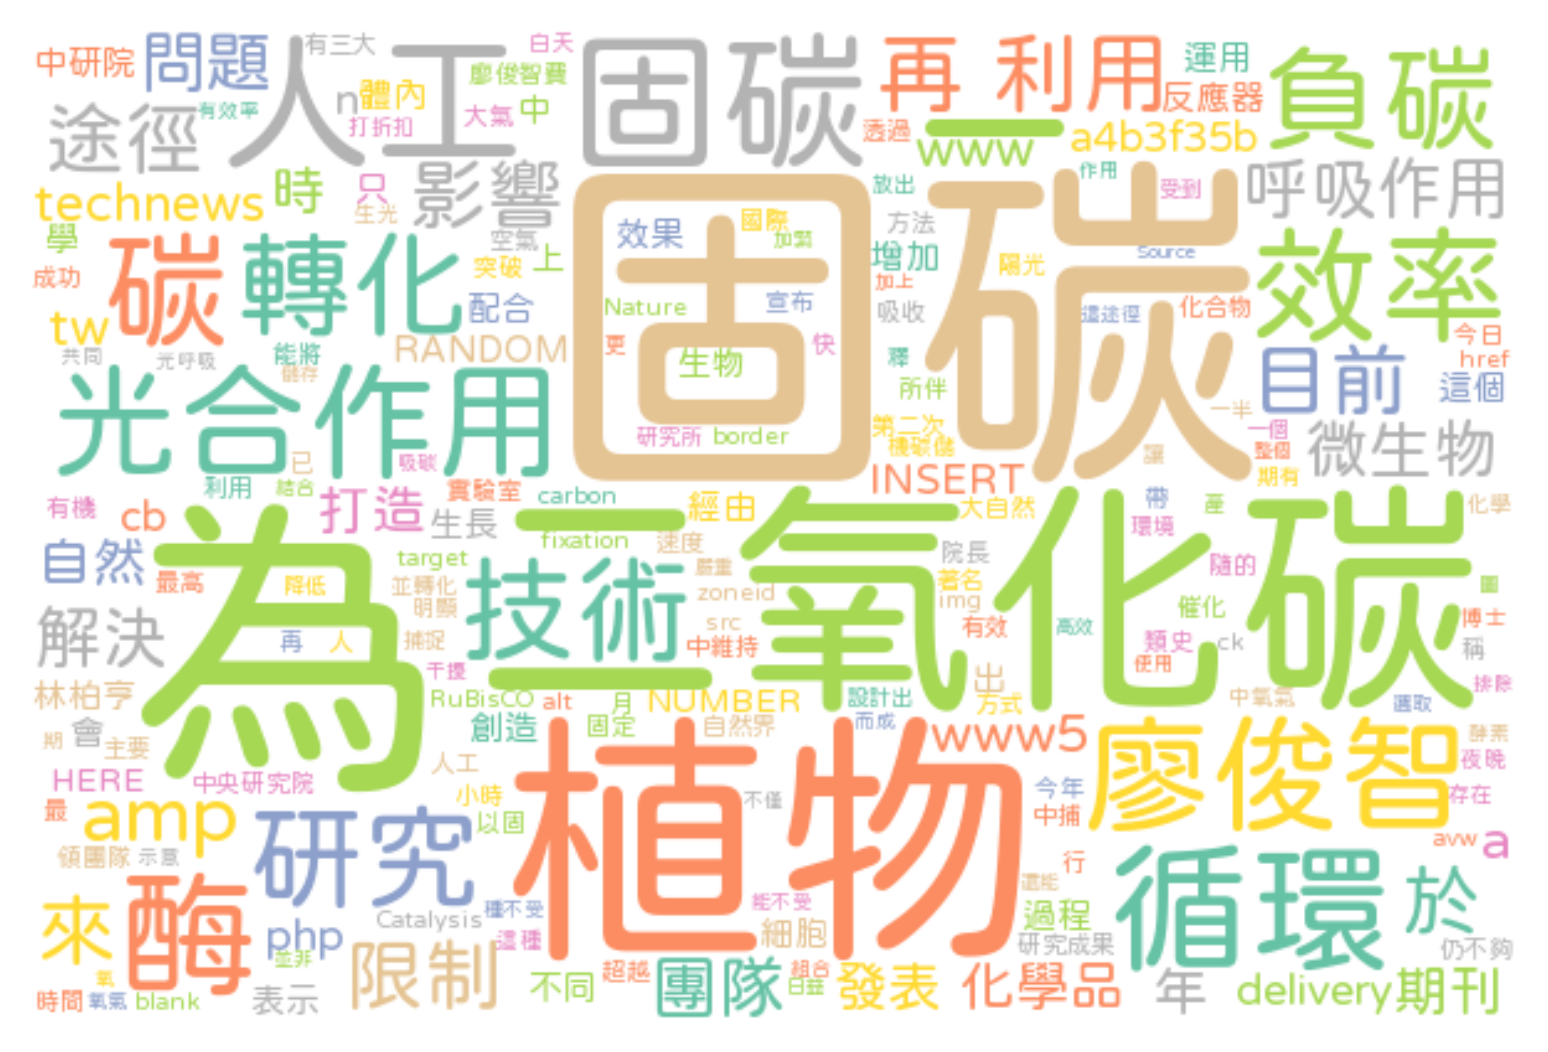 中研院
問題
人工固碳
有三大
白天
再利用
運用
負碳
廖俊智費
體內
n
有效率
途徑
打折扣
大氣
中
透過
反應器
www
a4b3f35b
technews
時
只
生光
影響
放出
作用
受到
呼吸作用
學
空氣
固碳
效果
國際
加緊
方法
增加
陽光
Source
效率
成功
碳
轉化
突破
上
配合
Nature
宣布
加上
吸收
這途徑
化合物
tw
共同
光呼吸
能將
儲存
RANDOM
更
生物
快
釋
所伴
今日
href
目前
這個
光合作用
研究所
border
第二次
機碳儲
一半
一個
整個
微生物
已
吸碳
INSERT
讓
期有
利用
結合
有機
cb
打造
實驗室
生長
carbon
fixation
經由
速度
大自然
帶
產
環境
化學
自然
最高
為
降低
target
並轉化
明顯
技術
嚴重
zoneid
二氧化碳
院長
著名
img
隨的
圖
催化
博士
解決
再
人
捕捉
src
中維持
有效
高效
類史
ck
使用
稱
干擾
林柏亨
RuBisCO
alt
月
NUMBER
設計出
出
方式
中氧氣
選取
排除
期
會
主要
創造
固定
自然界
而成
www5
廖俊智
酵素
夜晚
HERE
中央研究院
人工
小時
植物
不僅
今年
存在
最
amp
研究
以固
中捕
avw
a
領團隊
示意
酶
行
還能
循環
於
來
php
Catalysis
種不受
這種
能不受
細胞
過程
研究成果
仍不夠
並非
氧
限制
時間
氧氣
blank
表示
不同
超越
團隊
組合
日益
發表
化學品
年
delivery
期刊